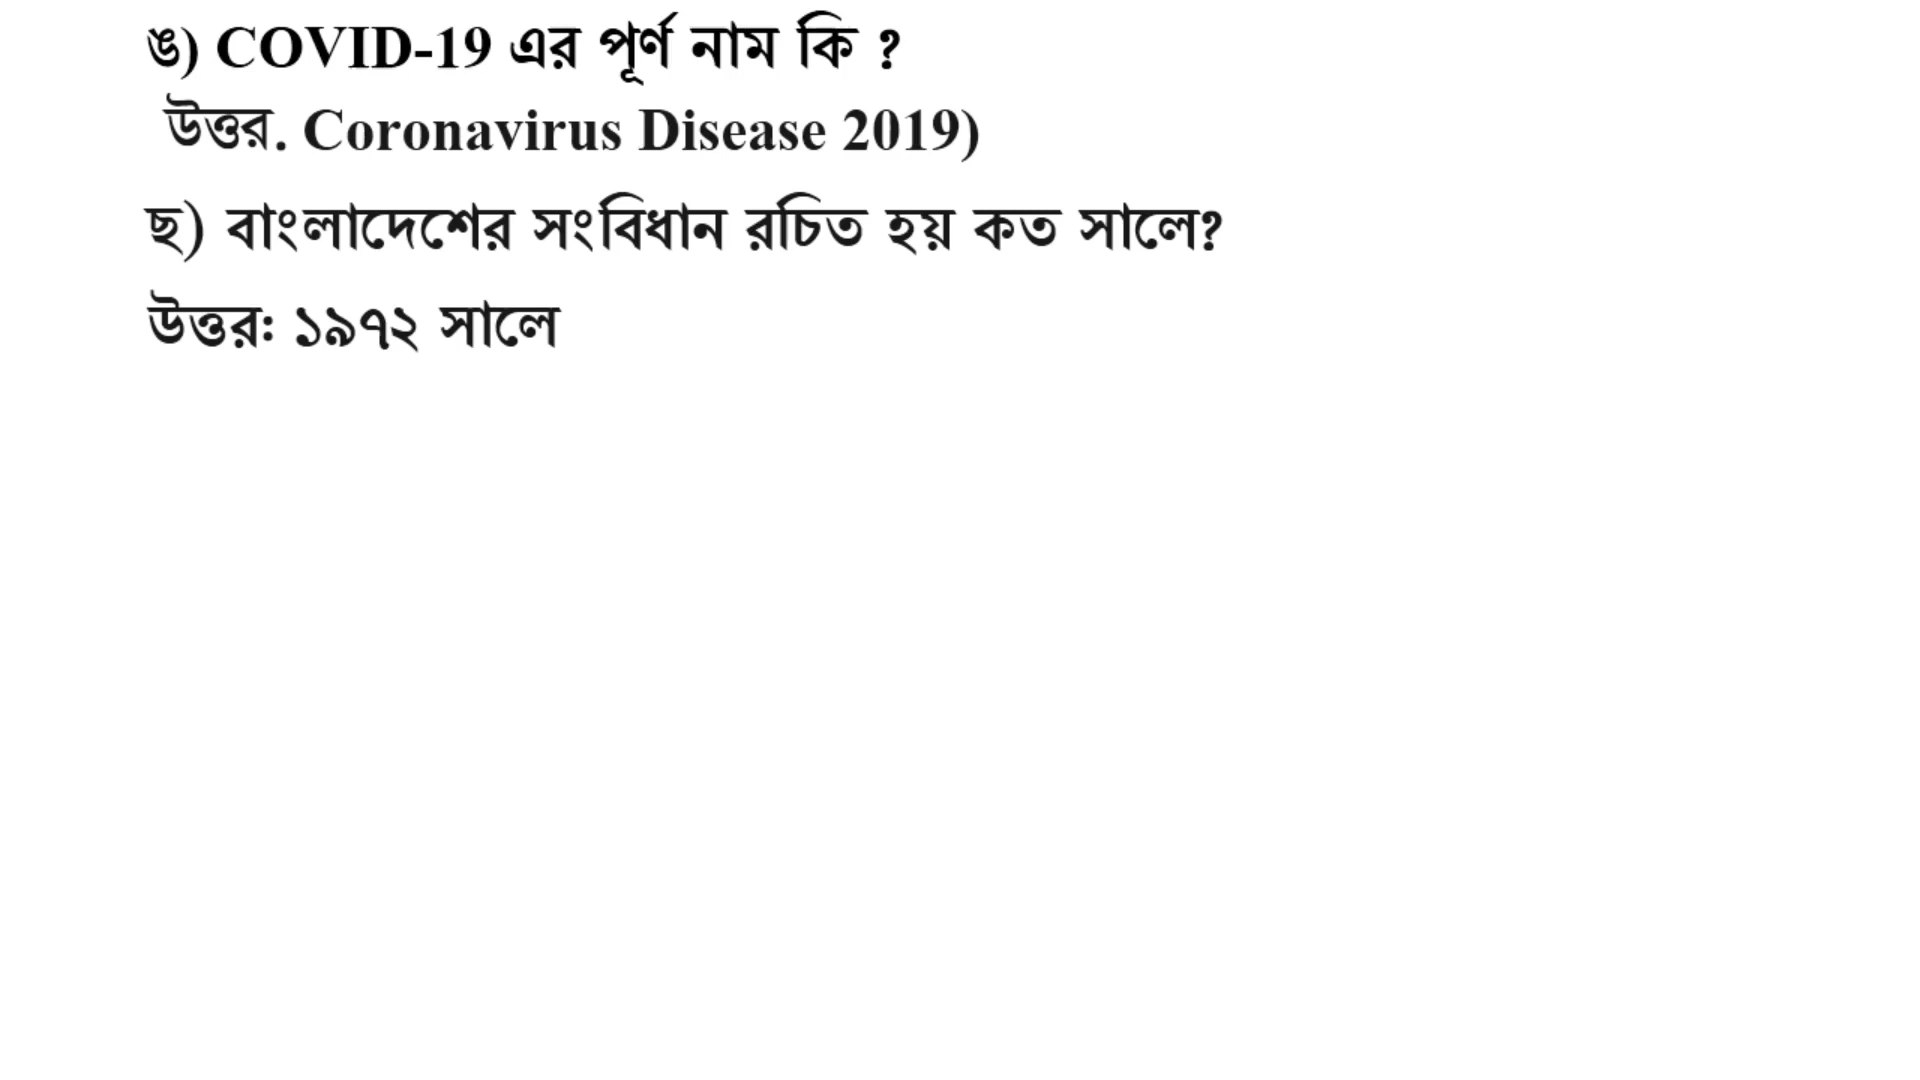 ঙ) COVID-19 এর পূর্ণ নাম কি ?
উত্তর. Coronavirus Disease 2019)
ছ) বাংলাদেশের সংবিধান রচিত হয় কত সালে?
উত্তরঃ ১৯৭২ সালে